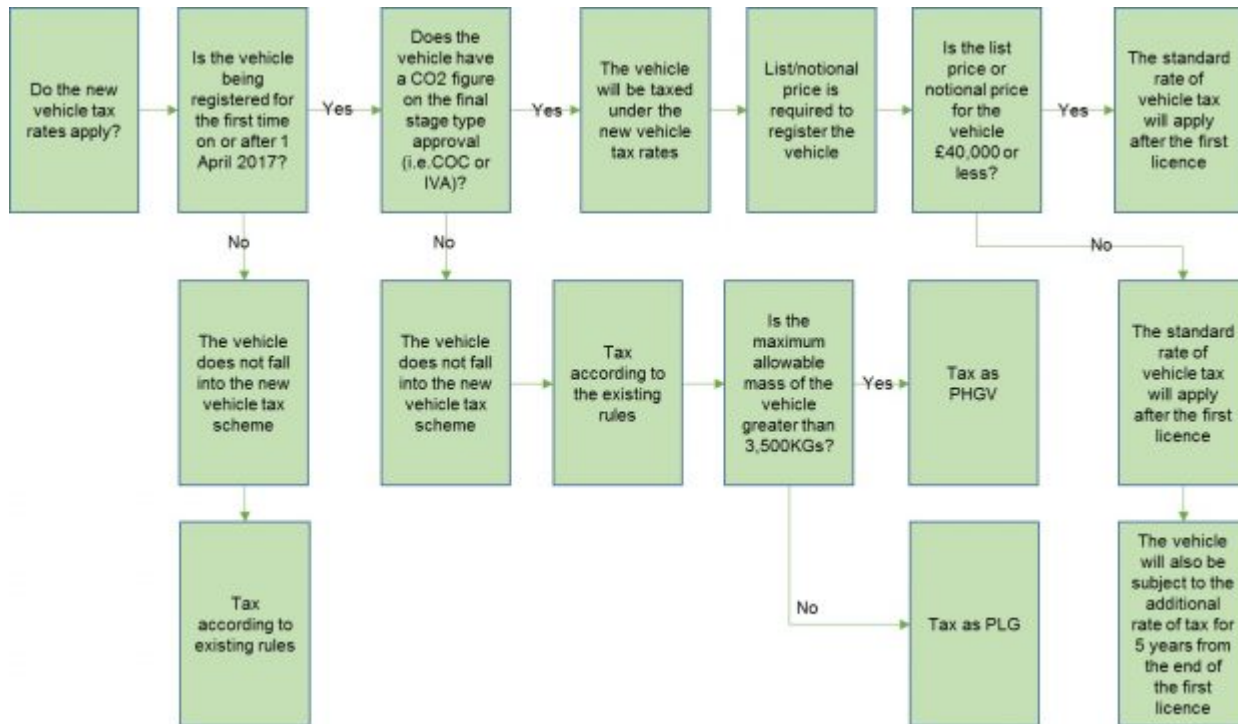 Do the new
vehicle tax
rates apply?
Is the vehicle
being
registered for
the first time
on or after 1
April 2017?
Yes
Does the
vehicle have
a CO2 figure
on the final
stage type
approval
(i.e.COC or
IVA)?
Yes
The vehicle
will be taxed
under the
new vehicle
tax rates
List/notional
price is
required to
register the
vehicle
Is the list
price or
notional price
for the
vehicle
£40,000 or
less?
Yes
The standard
rate of
vehicle tax
will apply
after the first
licence
No
No
No
The vehicle
does not fall
into the new
vehicle tax
scheme
The vehicle
does not fall
into the new
vehicle tax
scheme
Tax
according to
the existing
rules
Is the
maximum
allowable
mass of the
vehicle
greater than
3,500KGs?
Yes
Tax as
PHGV
The standard
rate of
vehicle tax
will apply
after the first
licence
Tax
according to
existing rules
No
Tax as PLG
The vehicle
will also be
subject to the
additional
rate of tax for
5 years from
the end of
the first
licence